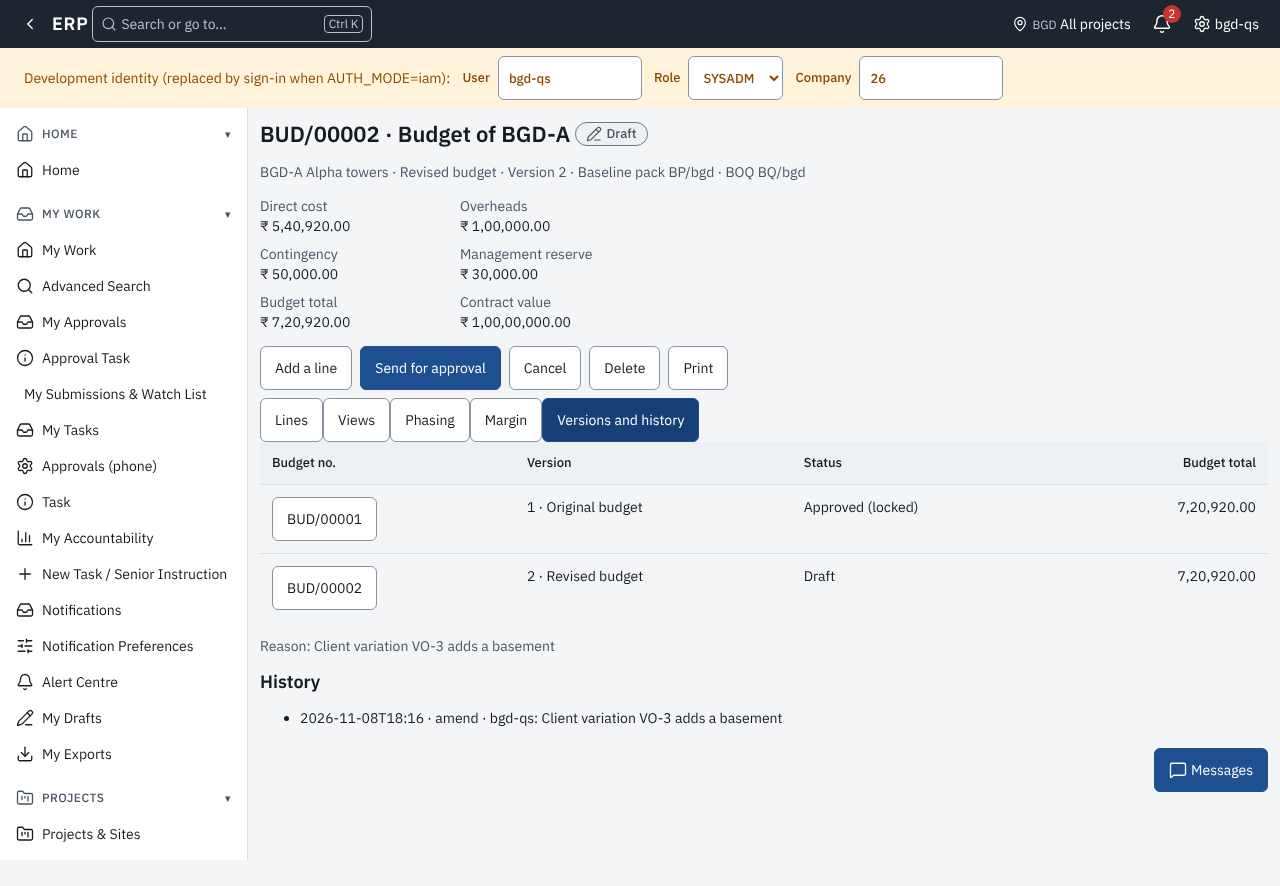 ERP
Search or go to…
Ctrl K
BGD All projects
2
bgd-qs
Development identity (replaced by sign-in when AUTH_MODE=iam):
User
bgd-qs
Role
SYSADM
Company
26
HOME
Home
MY WORK
My Work
Advanced Search
My Approvals
Approval Task
My Submissions & Watch List
My Tasks
Approvals (phone)
Task
My Accountability
New Task / Senior Instruction
Notifications
Notification Preferences
Alert Centre
My Drafts
My Exports
PROJECTS
Projects & Sites
BUD/00002 · Budget of BGD-A
Draft
BGD-A Alpha towers · Revised budget · Version 2 · Baseline pack BP/bgd · BOQ BQ/bgd
Direct cost
₹ 5,40,920.00
Overheads
₹ 1,00,000.00
Contingency
₹ 50,000.00
Management reserve
₹ 30,000.00
Budget total
₹ 7,20,920.00
Contract value
₹ 1,00,00,000.00
Add a line
Send for approval
Cancel
Delete
Print
Lines
Views
Phasing
Margin
Versions and history
Budget no. Version Status Budget total
BUD/00001 1 · Original budget Approved (locked) 7,20,920.00
BUD/00002 2 · Revised budget Draft 7,20,920.00
Reason: Client variation VO-3 adds a basement
History
2026-11-08T18:16 · amend · bgd-qs: Client variation VO-3 adds a basement
Messages